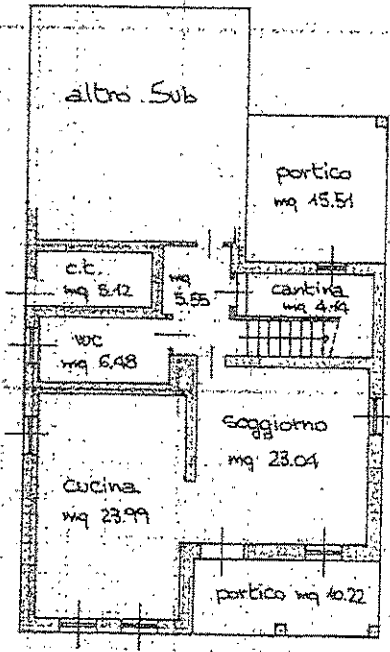 altro Sub
portico
mq 15.51
c.t.
mq 5.12
mq
5.55
cantina
mq 4.14
wc
mq 6.48
soggiorno
mq 23.04
cucina
mq 23.99
portico mq 10.22